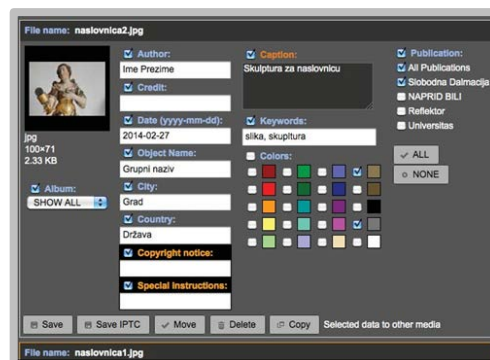 File name: naslovnica2.jpg
jpg
100×71
2.33 KB
Album:
SHOW ALL
Author:
Ime Prezime
Credit:
Date (yyyy-mm-dd):
2014-02-27
Object Name:
Grupni naziv
City:
Grad
Country:
Država
Copyright notice:
Special Instructions:
Caption:
Skulptura za naslovnicu
Keywords:
slika, skupltura
Colors:
Publication:
All Publications
Slobodna Dalmacija
NAPRID BILI
Reflektor
Universitas
ALL
NONE
Save
Save IPTC
Move
Delete
Copy
Selected data to other media
File name: naslovnica1.jpg